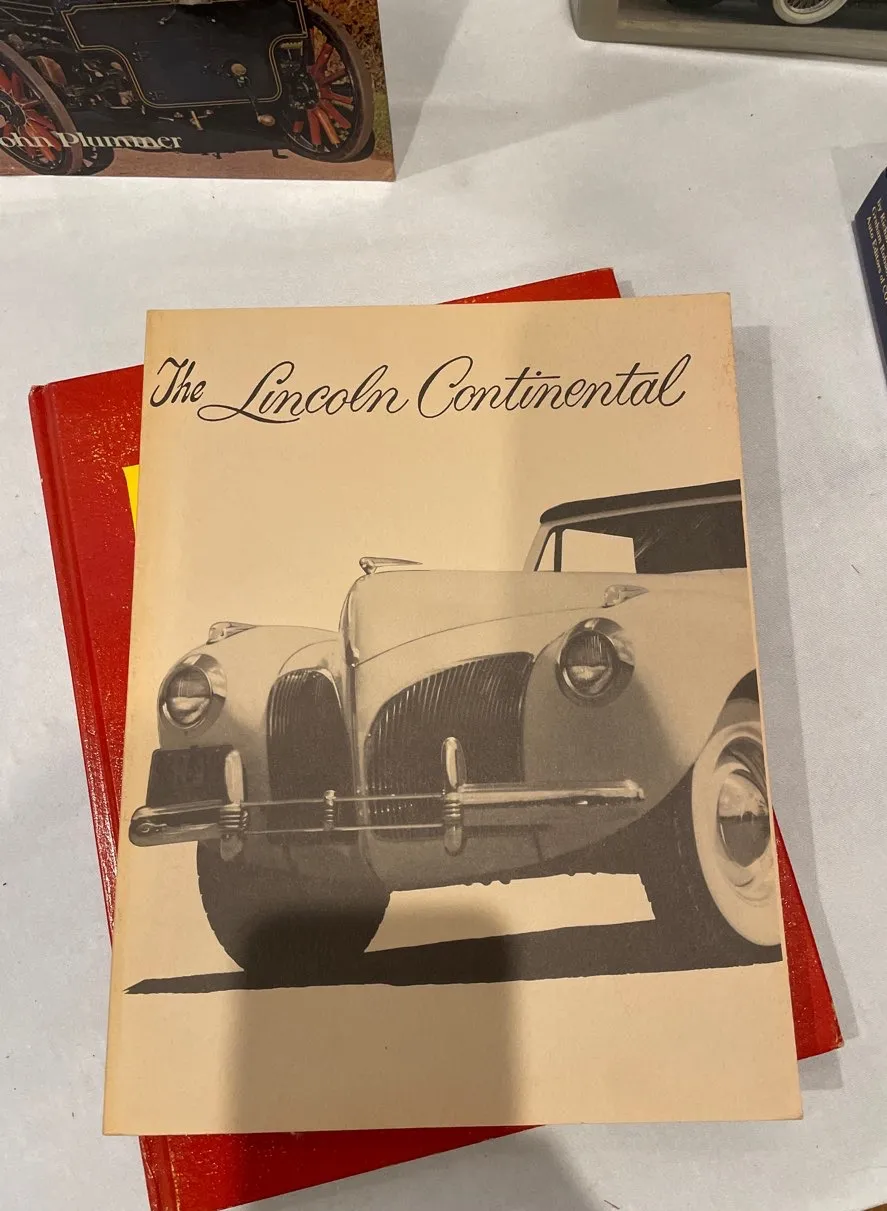 ohn Plummer
The Lincoln Continental